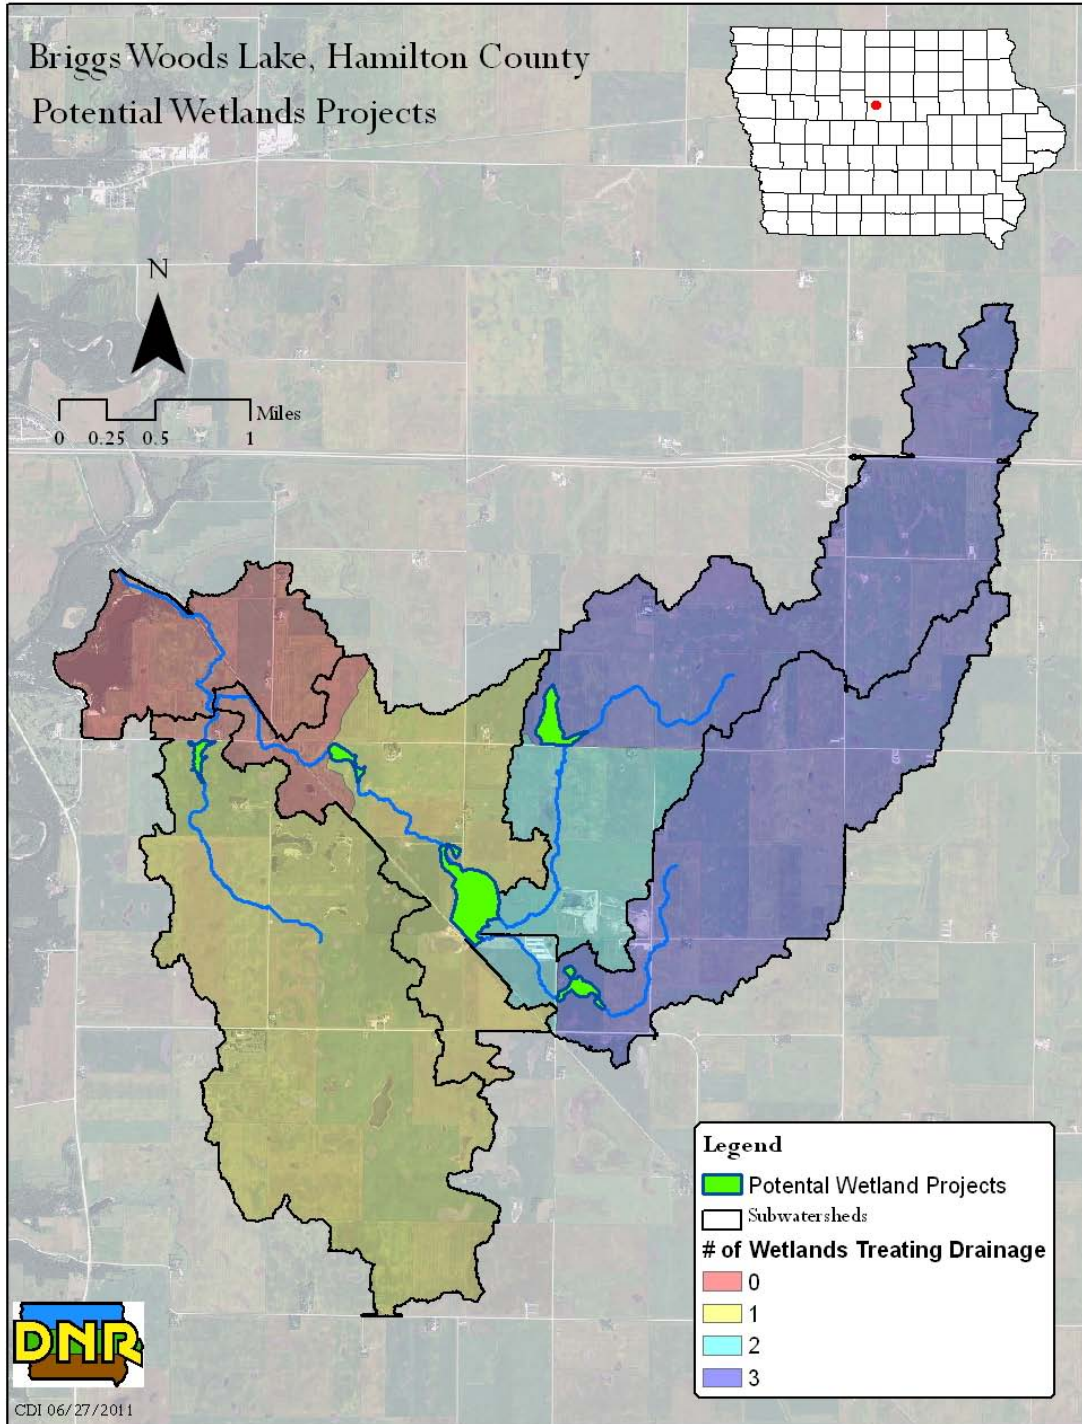 Briggs Woods Lake, Hamilton County
Potential Wetlands Projects
N
Miles
0 0.25 0.5 1
Legend
Potental Wetland Projects
Subwatersheds
# of Wetlands Treating Drainage
0
1
2
3
DNR
CDI 06/27/2011